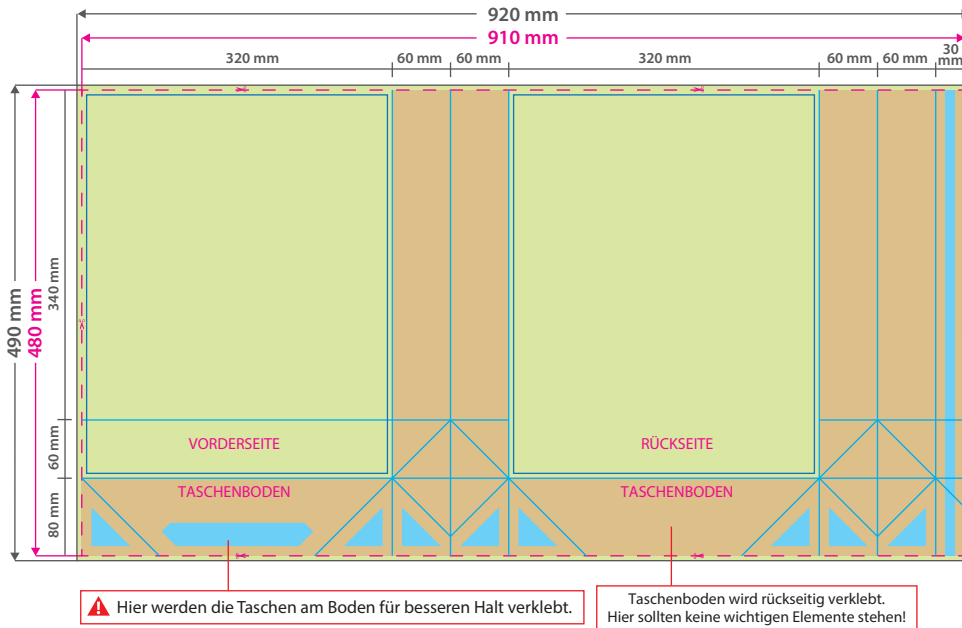 920 mm
910 mm
320 mm
60 mm
60 mm
320 mm
60 mm
60 mm
30
mm
490 mm
480 mm
340 mm
60 mm
80 mm
VORDERSEITE
RÜCKSEITE
TASCHENBODEN
TASCHENBODEN
Hier werden die Taschen am Boden für besseren Halt verklebt.
Taschenboden wird rückseitig verklebt.
Hier sollten keine wichtigen Elemente stehen!